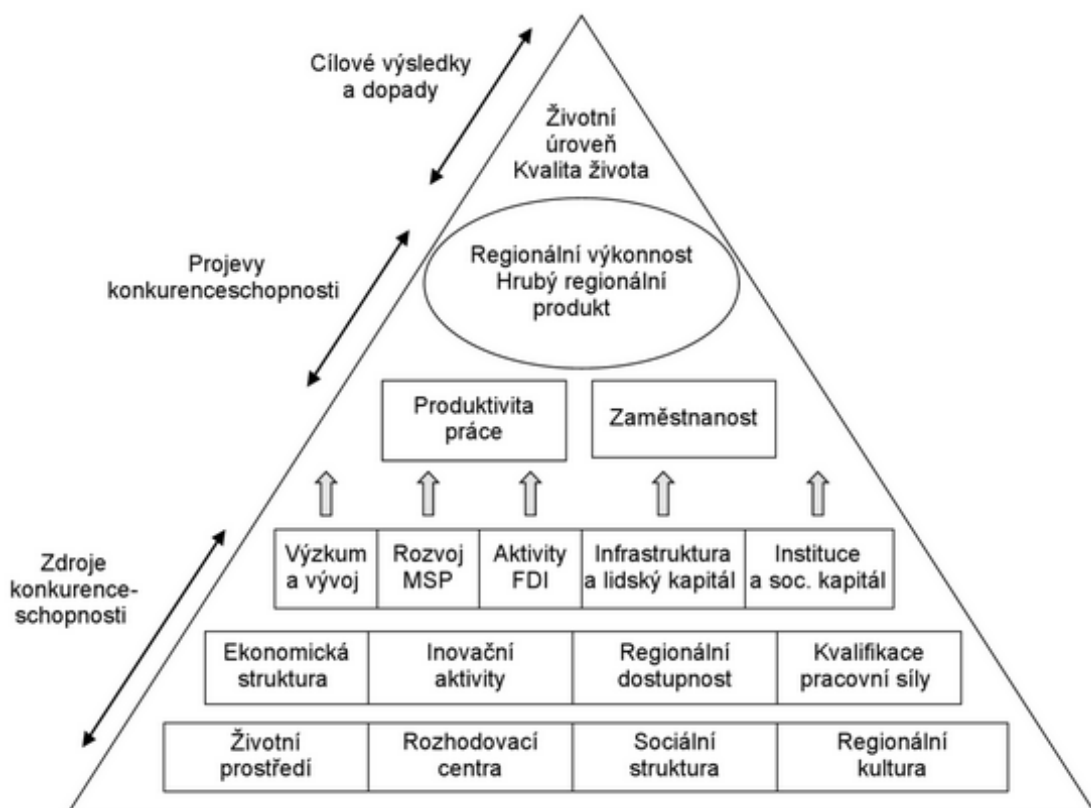 Cílové výsledky
a dopady
Životní
úroveň
Kvalita života
Projevy
konkurenceschopnosti
Regionální výkonnost
Hrubý regionální
produkt
Produktivita
práce
Zaměstnanost
Zdroje
konkurence-
schopnosti
Výzkum
a vývoj
Rozvoj
MSP
Aktivity
FDI
Infrastruktura
a lidský kapitál
Instituce
a soc. kapitál
Ekonomická
struktura
Inovační
aktivity
Regionální
dostupnost
Kvalifikace
pracovní síly
Životní
prostředí
Rozhodovací
centra
Sociální
struktura
Regionální
kultura